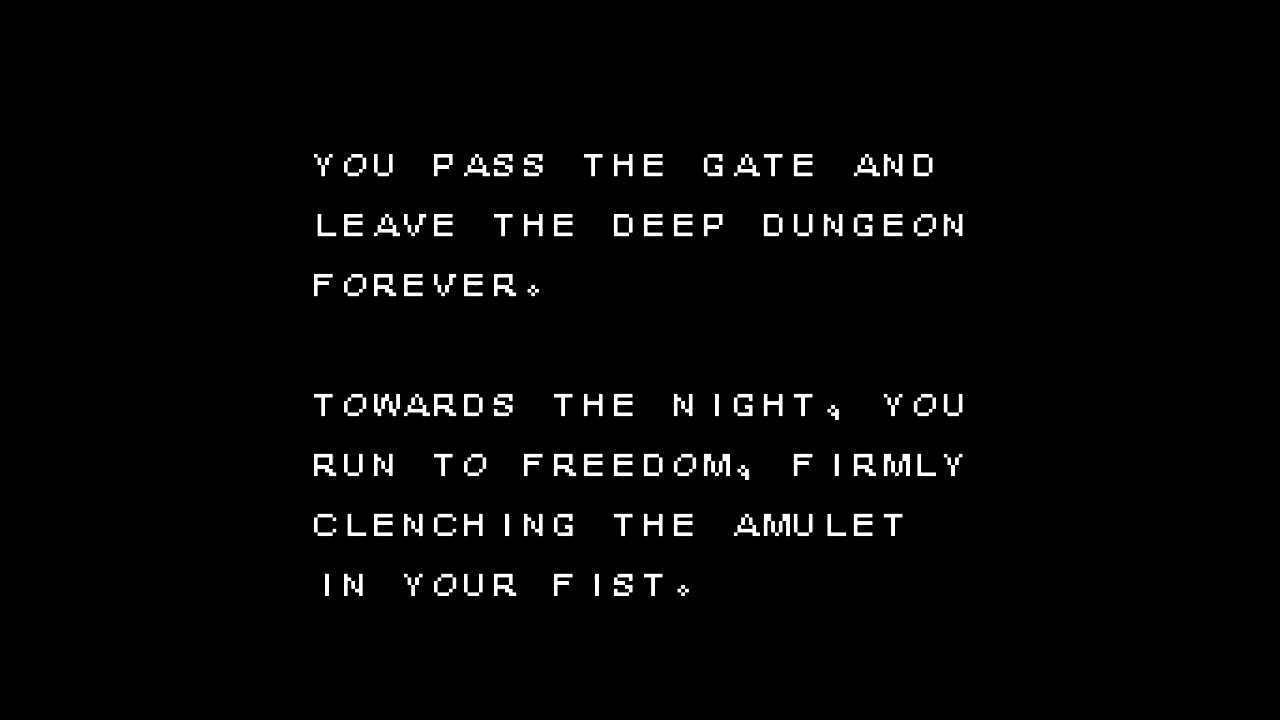 YOU PASS THE GATE AND
LEAVE THE DEEP DUNGEON
FOREVER.
TOWARDS THE NIGHT, YOU
RUN TO FREEDOM, FIRMLY
CLENCHING THE AMULET
IN YOUR FIST.